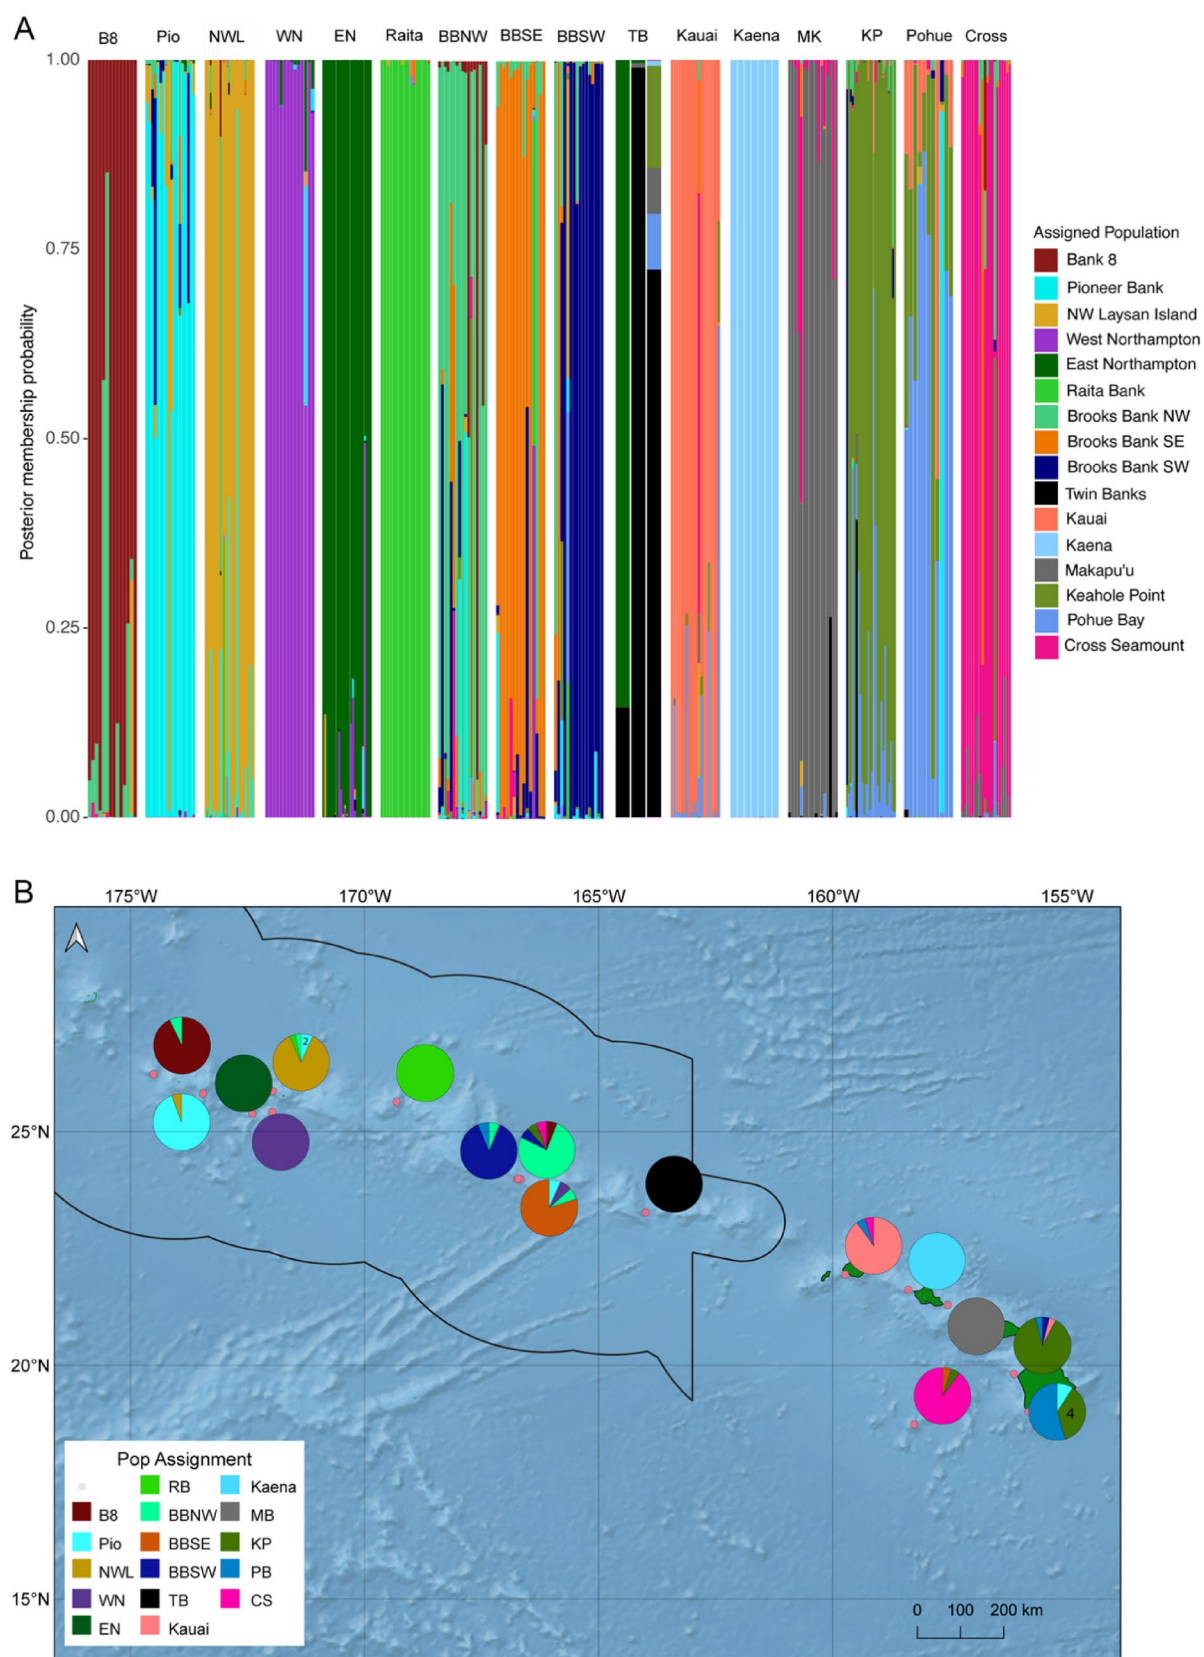 A
B8 Pio NWL WN EN Raita BBNW BBSE BBSW TB Kauai Kaena MK KP Pohue Cross
1.00
0.75
0.50
0.25
0.00
Posterior membership probability
Assigned Population
Bank 8
Pioneer Bank
NW Laysan Island
West Northampton
East Northampton
Raita Bank
Brooks Bank NW
Brooks Bank SE
Brooks Bank SW
Twin Banks
Kauai
Kaena
Makapu'u
Keahole Point
Pohue Bay
Cross Seamount
B
175°W 170°W 165°W 160°W 155°W
2
25°N
20°N
4
15°N
Pop Assignment
RB Kaena
B8 BBNW MB
Pio BBSE KP
NWL BBSW PB
WN TB CS
EN Kauai
0 100 200 km